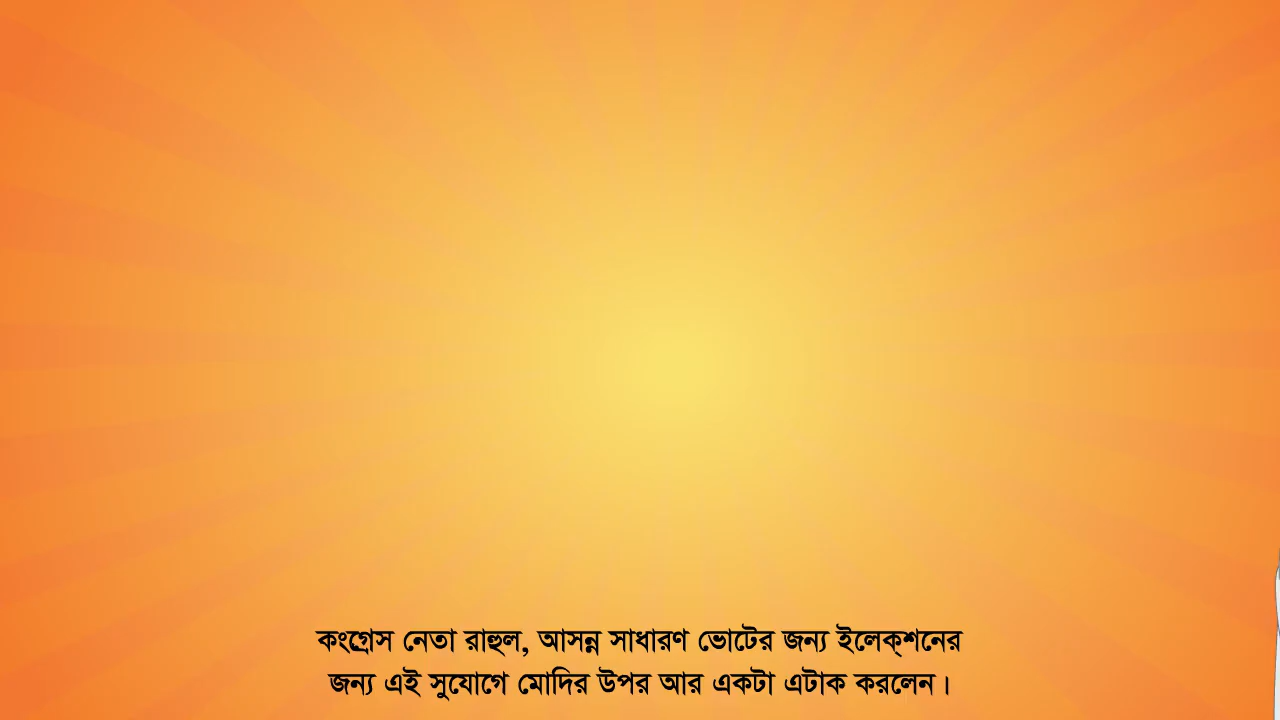 কংগ্রেস নেতা রাহুল, আসন্ন সাধারণ ভোটের জন্য ইলেক্শনের
জন্য এই সুযোগে মোদির উপর আর একটা এটাক করলেন।